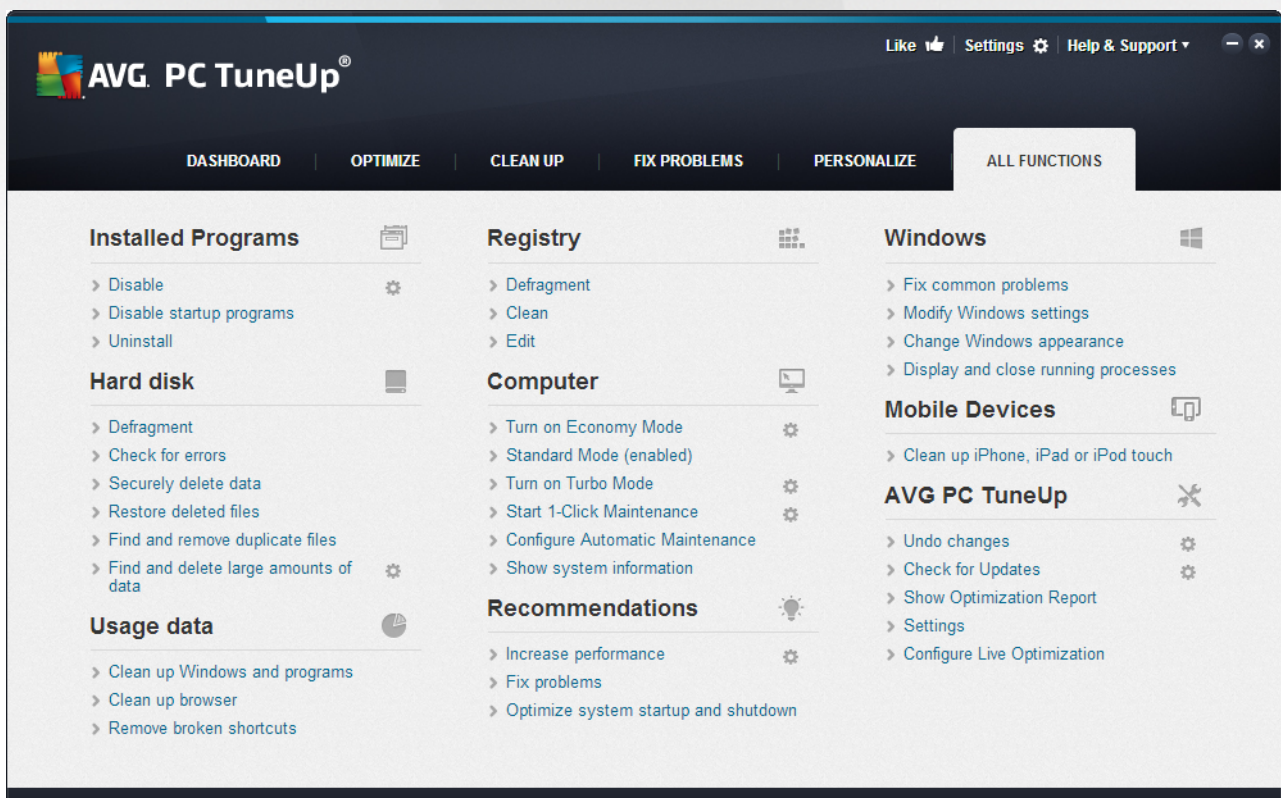 Like
Settings
Help & Support
AVG. PC TuneUp®
DASHBOARD
OPTIMIZE
CLEAN UP
FIX PROBLEMS
PERSONALIZE
ALL FUNCTIONS
Installed Programs
Disable
Disable startup programs
Uninstall
Hard disk
Defragment
Check for errors
Securely delete data
Restore deleted files
Find and remove duplicate files
Find and delete large amounts of
data
Usage data
Clean up Windows and programs
Clean up browser
Remove broken shortcuts
Registry
Defragment
Clean
Edit
Computer
Turn on Economy Mode
Standard Mode (enabled)
Turn on Turbo Mode
Start 1-Click Maintenance
Configure Automatic Maintenance
Show system information
Recommendations
Increase performance
Fix problems
Optimize system startup and shutdown
Windows
Fix common problems
Modify Windows settings
Change Windows appearance
Display and close running processes
Mobile Devices
Clean up iPhone, iPad or iPod touch
AVG PC TuneUp
Undo changes
Check for Updates
Show Optimization Report
Settings
Configure Live Optimization